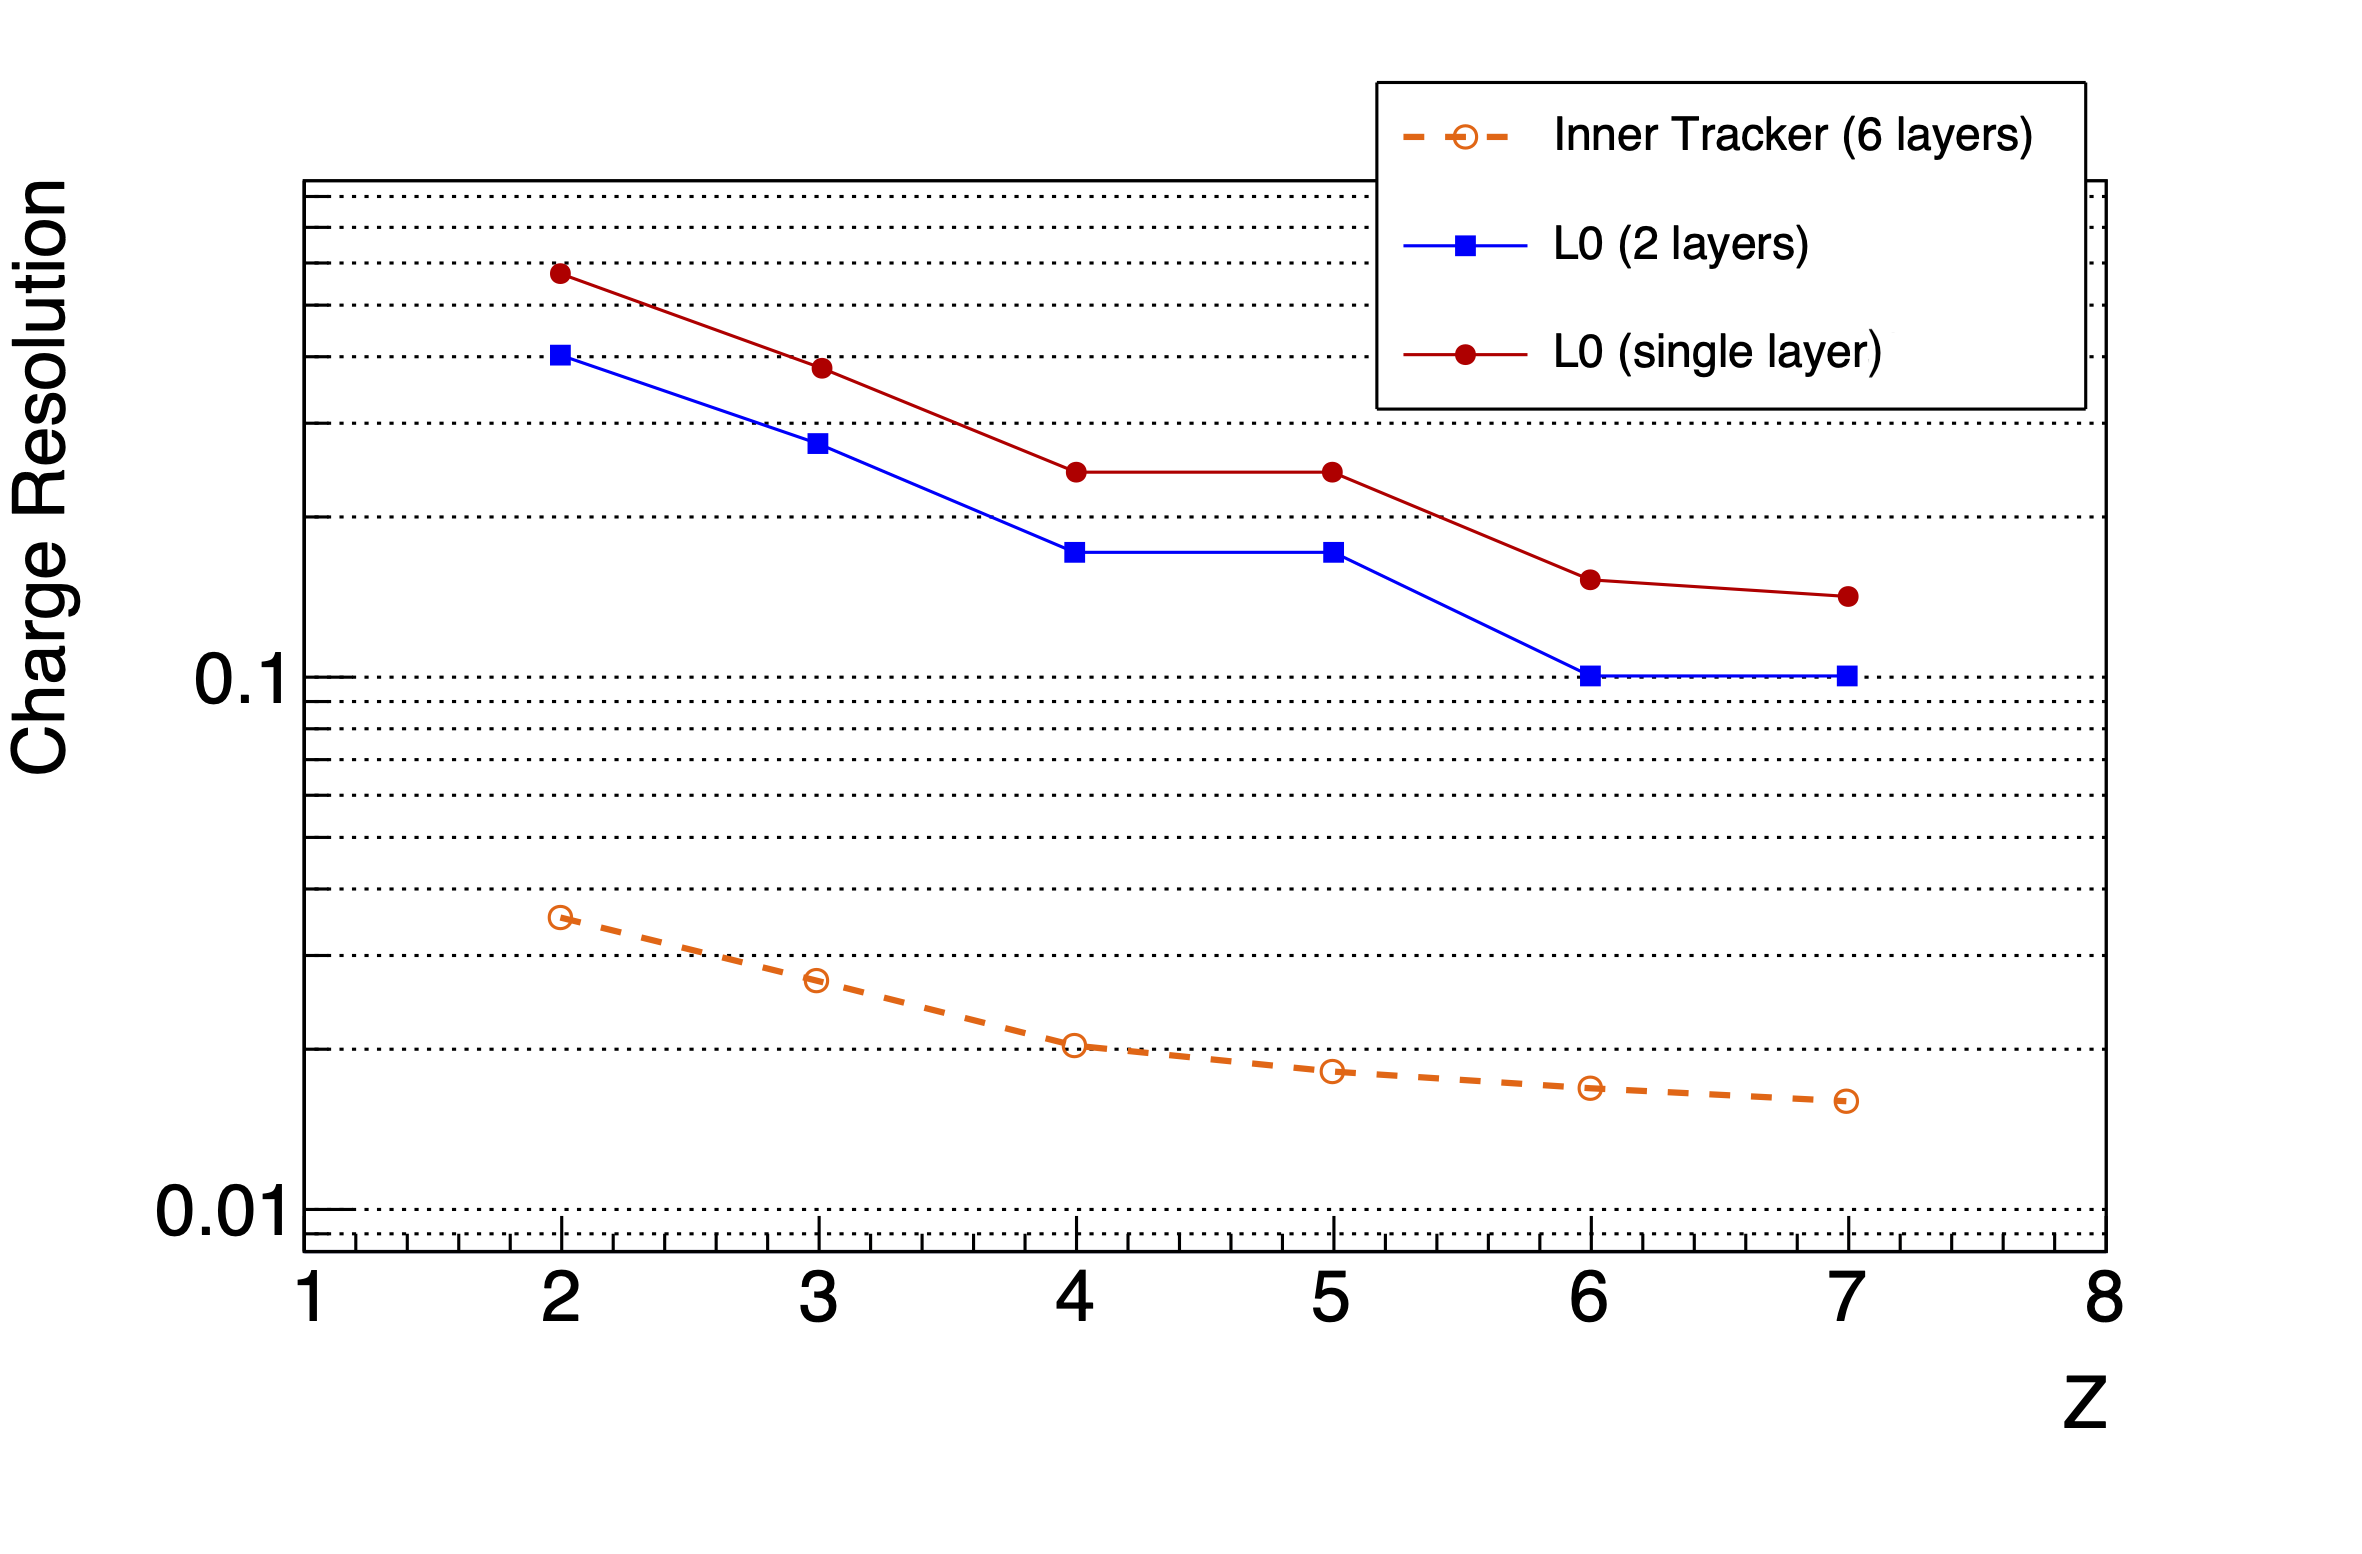 Inner Tracker (6 layers)
L0 (2 layers)
L0 (single layer)
Charge Resolution
0.1
0.01
1 2 3 4 5 6 7 8
Z